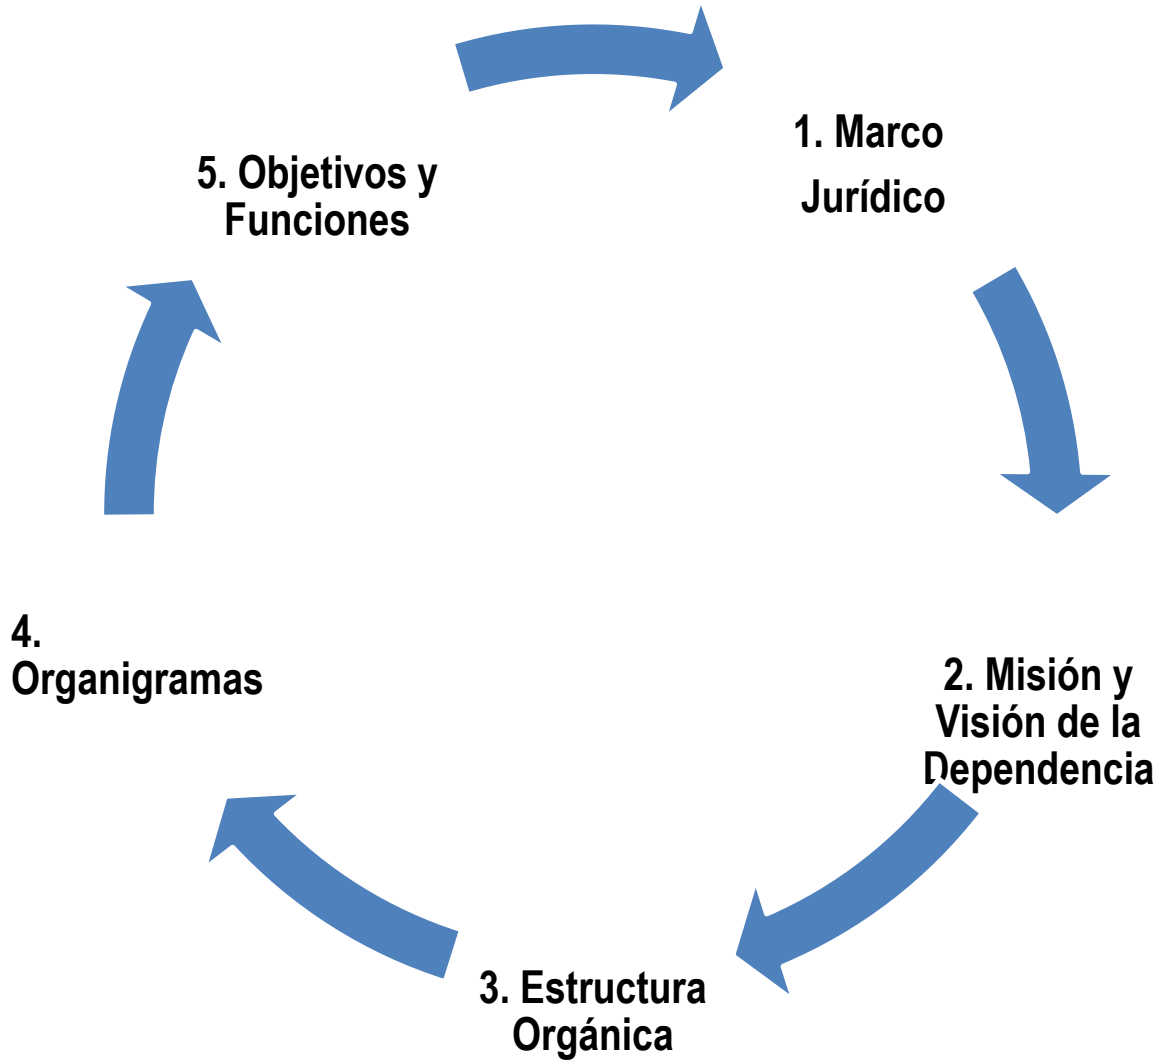 1. Marco
Jurídico
2. Misión y
Visión de la
Dependencia
3. Estructura
Orgánica
4.
Organigramas
5. Objetivos y
Funciones